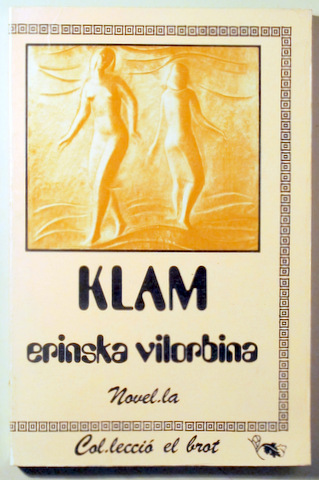 KLAM
erinska vilorbina
Novel.la
Col.lecció el brot